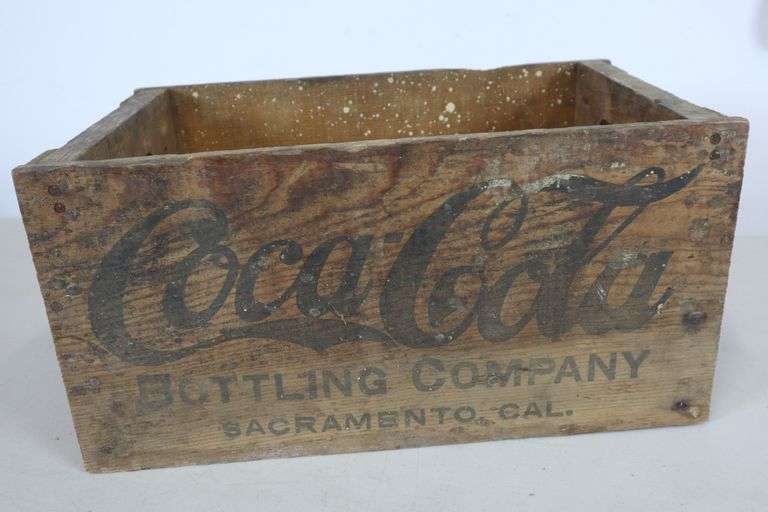 Coca-Cola
BOTTLING COMPANY
SACRAMENTO, CAL.